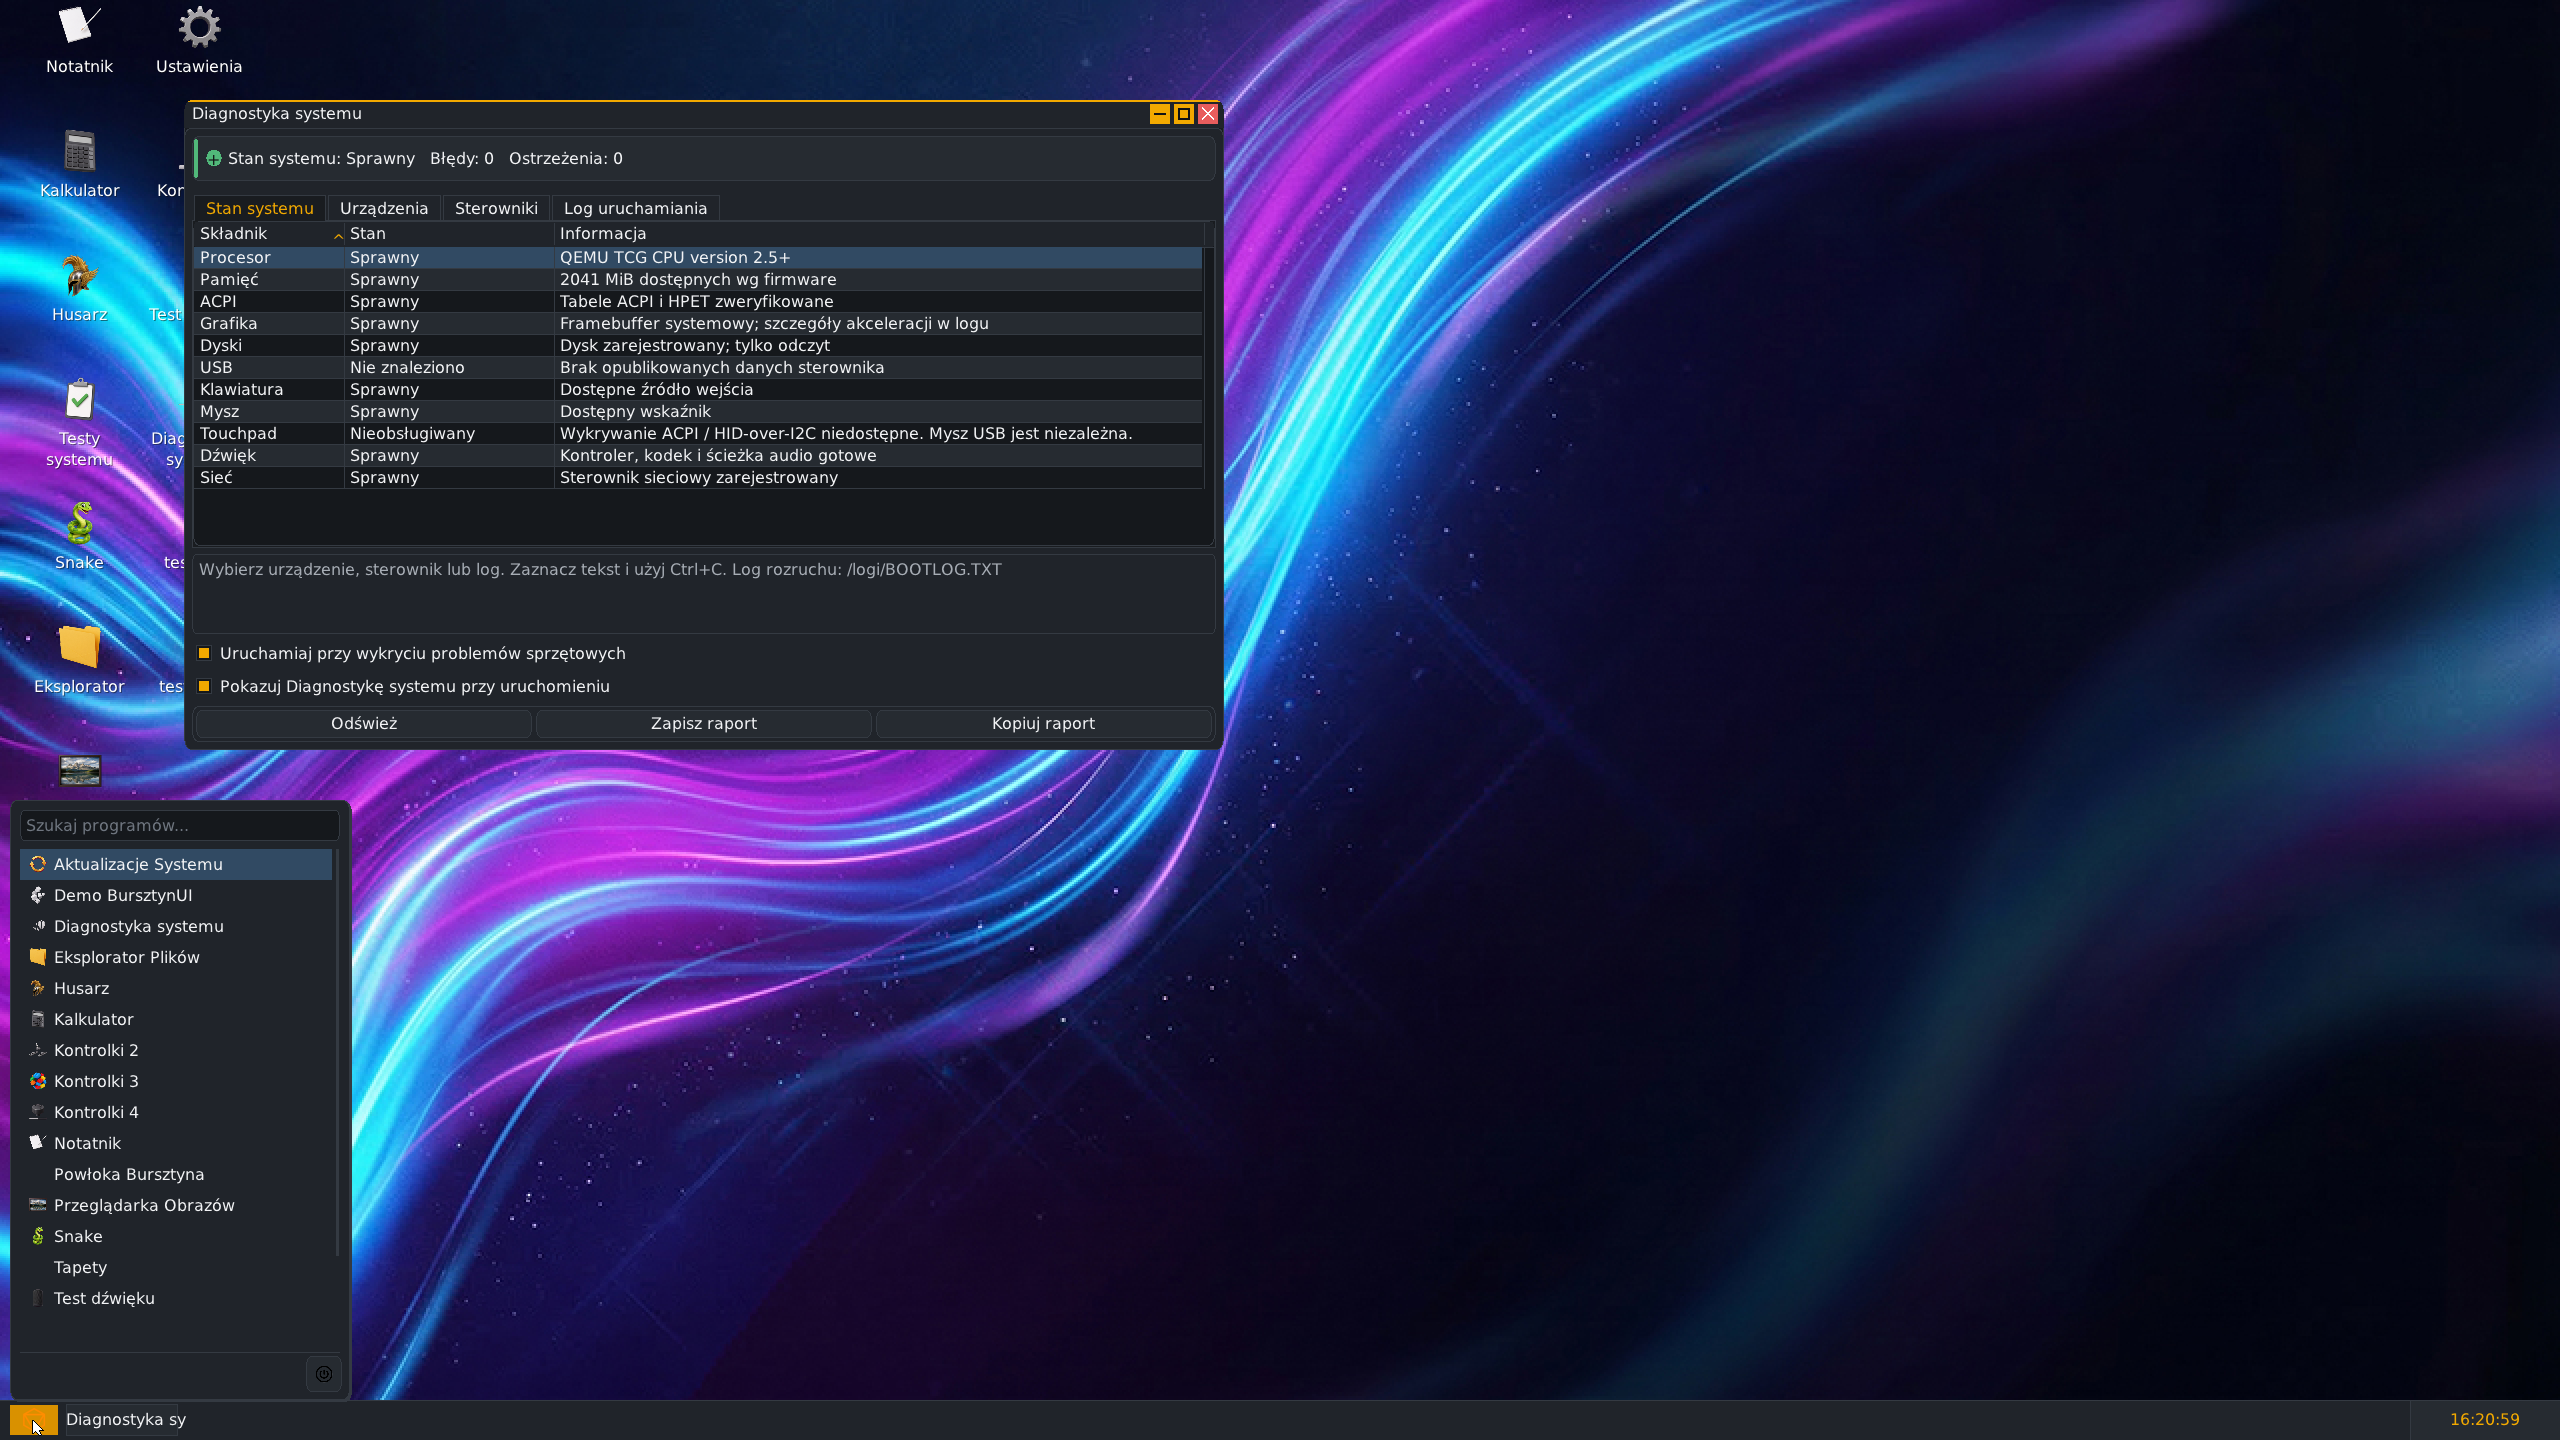 Notatnik
Ustawienia
Kalkulator
Kor
Husarz
Test
Testy
systemu
Diag
sy
Snake
tes
Eksplorator
tes
Diagnostyka systemu
Stan systemu: Sprawny Błędy: 0 Ostrzeżenia: 0
Stan systemu Urządzenia Sterowniki Log uruchamiania
Składnik Stan Informacja
Procesor Sprawny QEMU TCG CPU version 2.5+
Pamięć Sprawny 2041 MiB dostępnych wg firmware
ACPI Sprawny Tabele ACPI i HPET zweryfikowane
Grafika Sprawny Framebuffer systemowy; szczegóły akceleracji w logu
Dyski Sprawny Dysk zarejestrowany; tylko odczyt
USB Nie znaleziono Brak opublikowanych danych sterownika
Klawiatura Sprawny Dostępne źródło wejścia
Mysz Sprawny Dostępny wskaźnik
Touchpad Nieobsługiwany Wykrywanie ACPI / HID-over-I2C niedostępne. Mysz USB jest niezależna.
Dźwięk Sprawny Kontroler, kodek i ścieżka audio gotowe
Sieć Sprawny Sterownik sieciowy zarejestrowany
Wybierz urządzenie, sterownik lub log. Zaznacz tekst i użyj Ctrl+C. Log rozruchu: /logi/BOOTLOG.TXT
Uruchamiaj przy wykryciu problemów sprzętowych
Pokazuj Diagnostykę systemu przy uruchomieniu
Odśwież Zapisz raport Kopiuj raport
Szukaj programów...
Aktualizacje Systemu
Demo BursztynUI
Diagnostyka systemu
Eksplorator Plików
Husarz
Kalkulator
Kontrolki 2
Kontrolki 3
Kontrolki 4
Notatnik
Powłoka Bursztyna
Przeglądarka Obrazów
Snake
Tapety
Test dźwięku
Diagnostyka sy
16:20:59